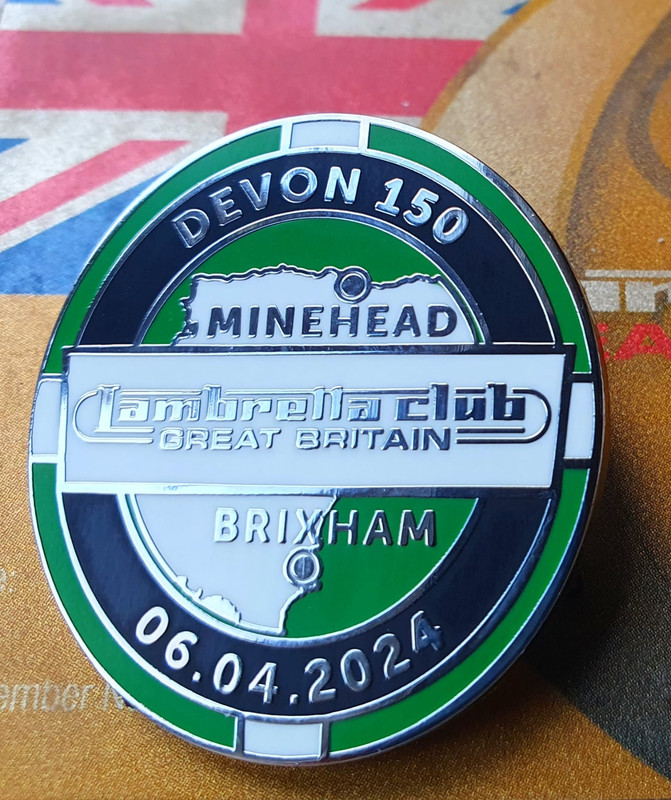 DEVON 150
MINEHEAD
Lambretta club
GREAT BRITAIN
BRIXHAM
06.04.2024